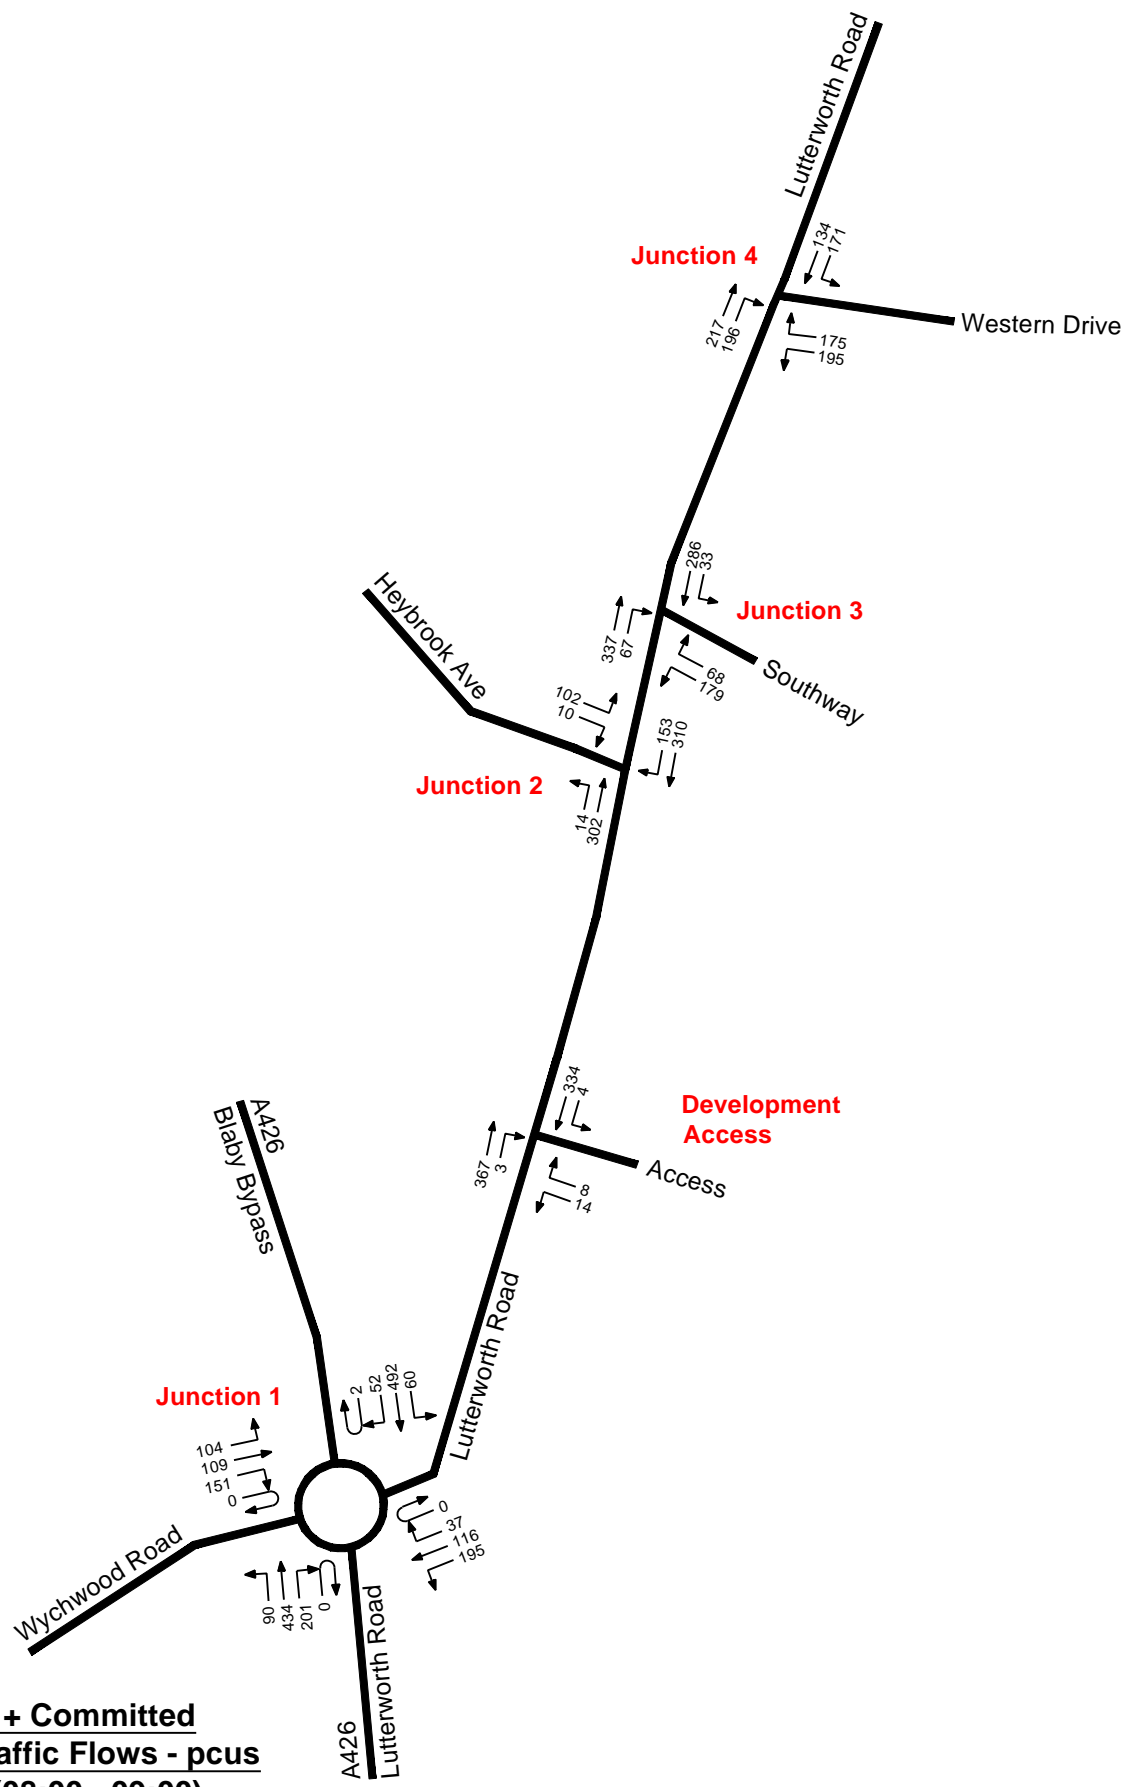 Lutterworth Road
134
171
Junction 4
217
196
Western Drive
175
195
286
33
Junction 3
337
67
Heybrook Ave
68
179
Southway
102
10
153
310
Junction 2
14
302
334
4
Development
Access
367
3
Access
8
14
A426
Blaby Bypass
Lutterworth Road
2
52
492
60
Junction 1
104
109
151
0
0
37
116
195
Wychwood Road
90
434
201
0
A426
Lutterworth Road
+ Committed
affic Flows - pcus